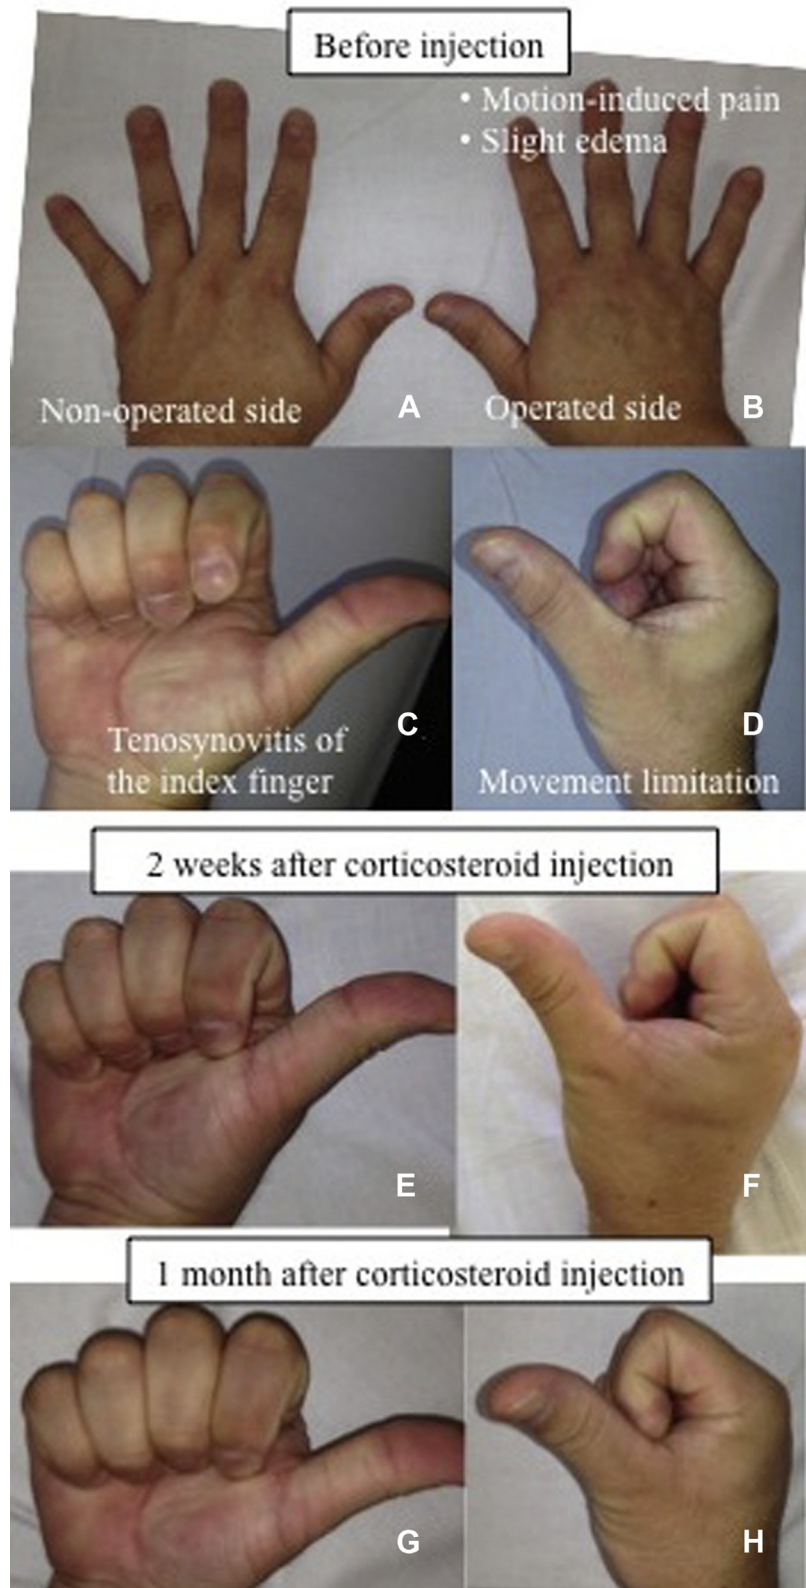 Before injection
• Motion-induced pain
• Slight edema
Non-operated side
A
Operated side
B
C
Tenosynovitis of
the index finger
D
Movement limitation
2 weeks after corticosteroid injection
E
F
1 month after corticosteroid injection
G
H